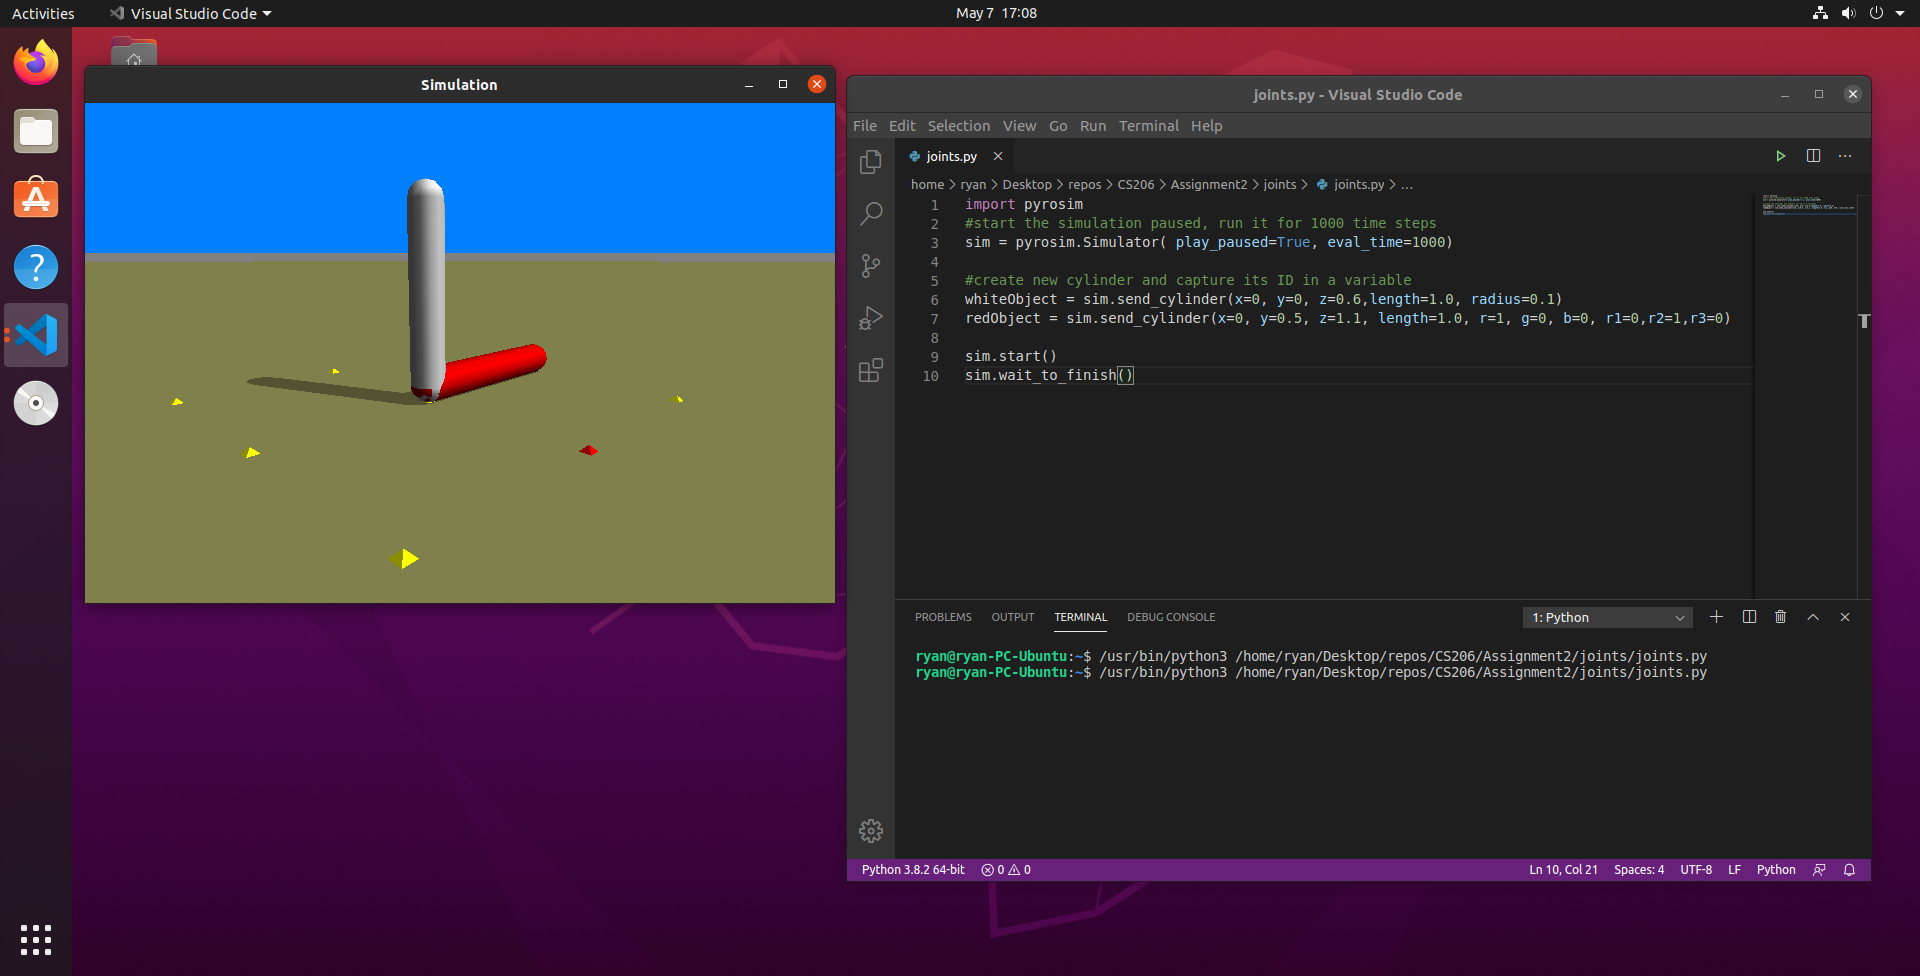 Activities
Visual Studio Code
May 7 17:08
Simulation
joints.py - Visual Studio Code
File Edit Selection View Go Run Terminal Help
joints.py
home > ryan > Desktop > repos > CS206 > Assignment2 > joints > joints.py > ...
1 import pyrosim
2 #start the simulation paused, run it for 1000 time steps
3 sim = pyrosim.Simulator( play_paused=True, eval_time=1000)
4
5 #create new cylinder and capture its ID in a variable
6 whiteObject = sim.send_cylinder(x=0, y=0, z=0.6,length=1.0, radius=0.1)
7 redObject = sim.send_cylinder(x=0, y=0.5, z=1.1, length=1.0, r=1, g=0, b=0, r1=0,r2=1,r3=0)
8
9 sim.start()
10 sim.wait_to_finish()
PROBLEMS OUTPUT TERMINAL DEBUG CONSOLE
1: Python
ryan@ryan-PC-Ubuntu:~$ /usr/bin/python3 /home/ryan/Desktop/repos/CS206/Assignment2/joints/joints.py
ryan@ryan-PC-Ubuntu:~$ /usr/bin/python3 /home/ryan/Desktop/repos/CS206/Assignment2/joints/joints.py
Python 3.8.2 64-bit 0 0 Ln 10, Col 21 Spaces: 4 UTF-8 LF Python